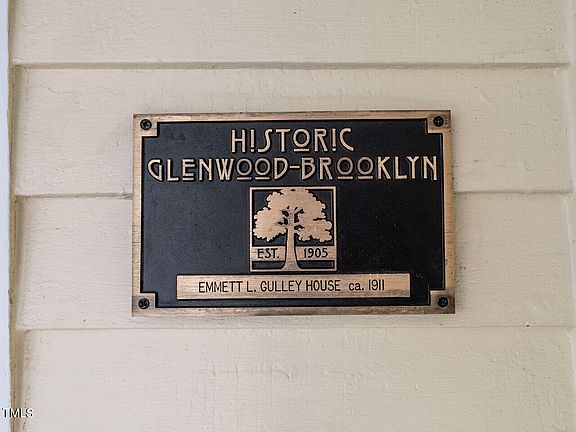 HISTORIC
GLENWOOD-BROOKLYN
EST. 1905
EMMETT L. GULLEY HOUSE ca. 1911
TMLS